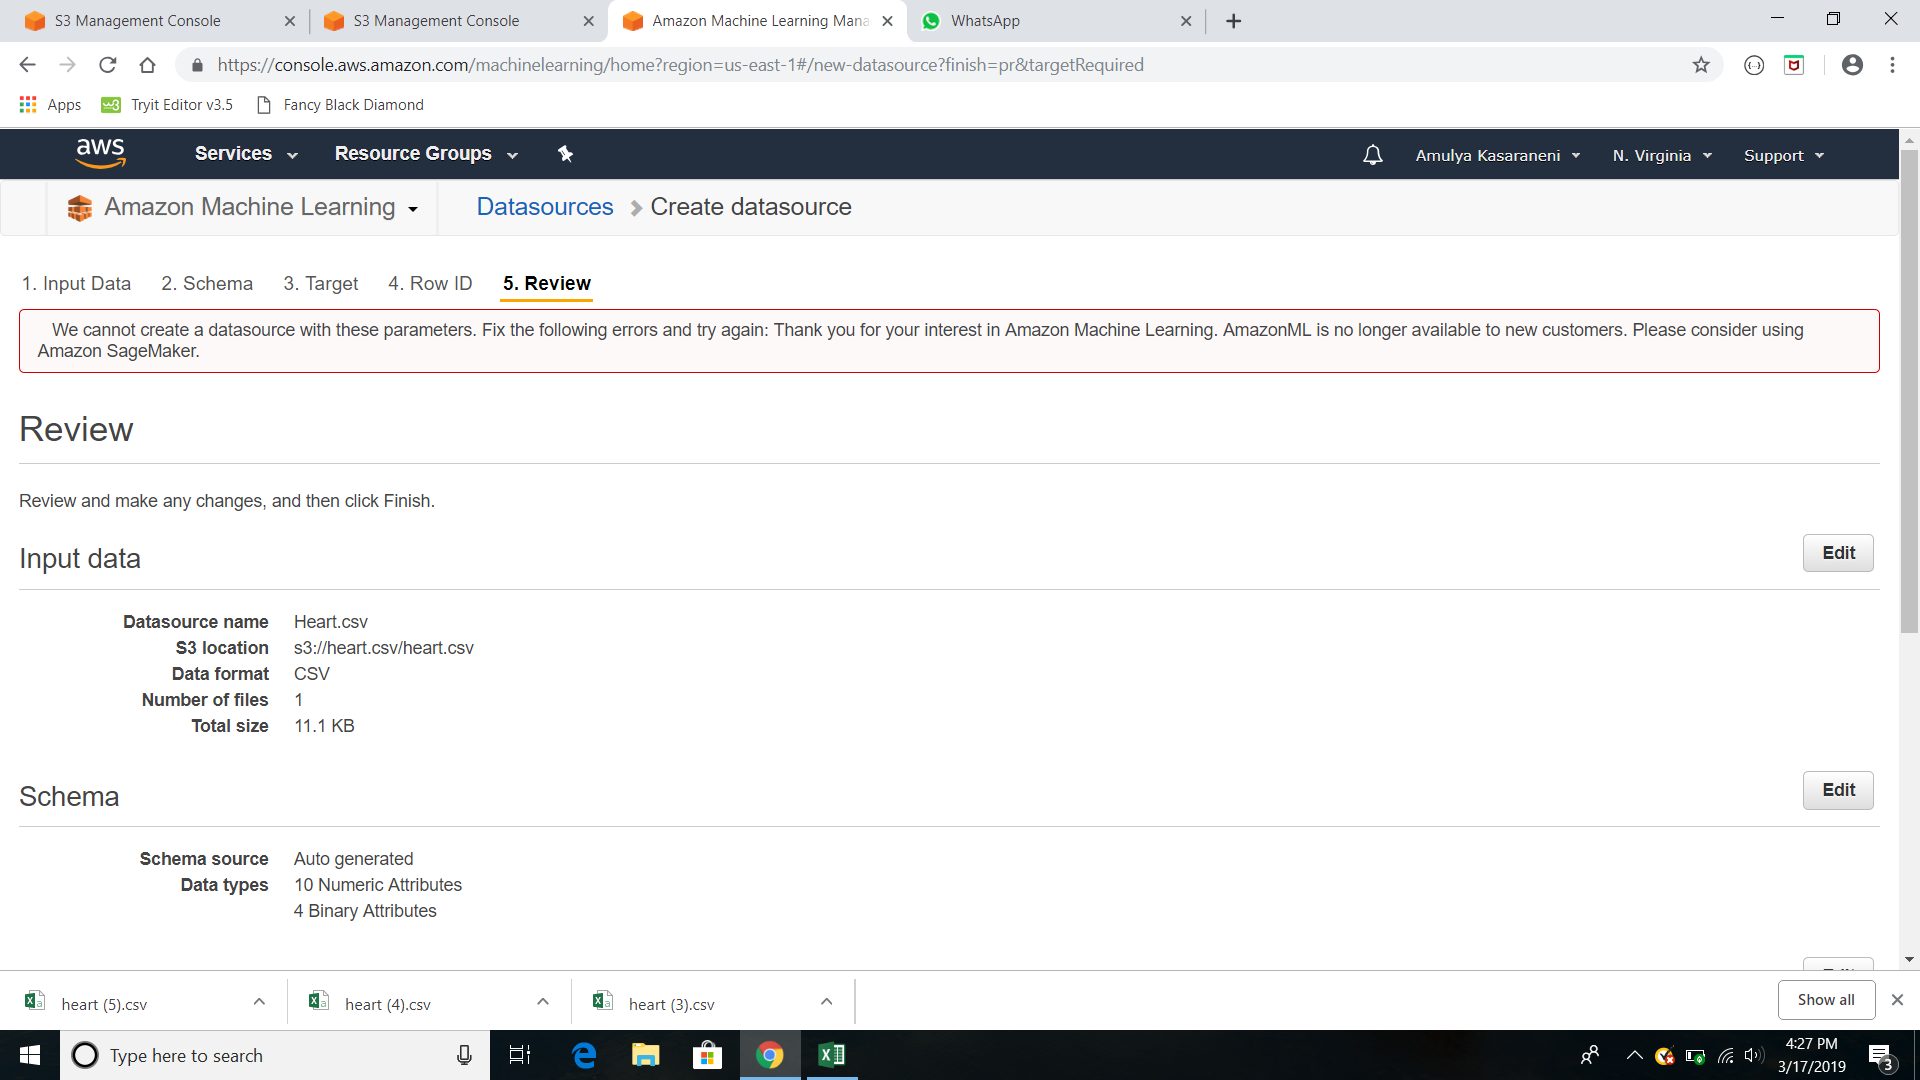 S3 Management Console
S3 Management Console
Amazon Machine Learning Mana
WhatsApp
https://console.aws.amazon.com/machinelearning/home?region=us-east-1#/new-datasource?finish=pr&targetRequired
Apps
Tryit Editor v3.5
Fancy Black Diamond
aws
Services
Resource Groups
Amulya Kasaraneni
N. Virginia
Support
Amazon Machine Learning
Datasources
Create datasource
1. Input Data
2. Schema
3. Target
4. Row ID
5. Review
We cannot create a datasource with these parameters. Fix the following errors and try again: Thank you for your interest in Amazon Machine Learning. AmazonML is no longer available to new customers. Please consider using
Amazon SageMaker.
Review
Review and make any changes, and then click Finish.
Input data
Edit
Datasource name Heart.csv
S3 location s3://heart.csv/heart.csv
Data format CSV
Number of files 1
Total size 11.1 KB
Schema
Edit
Schema source Auto generated
Data types 10 Numeric Attributes
4 Binary Attributes
heart (5).csv
heart (4).csv
heart (3).csv
Show all
Type here to search
4:27 PM
3/17/2019
3